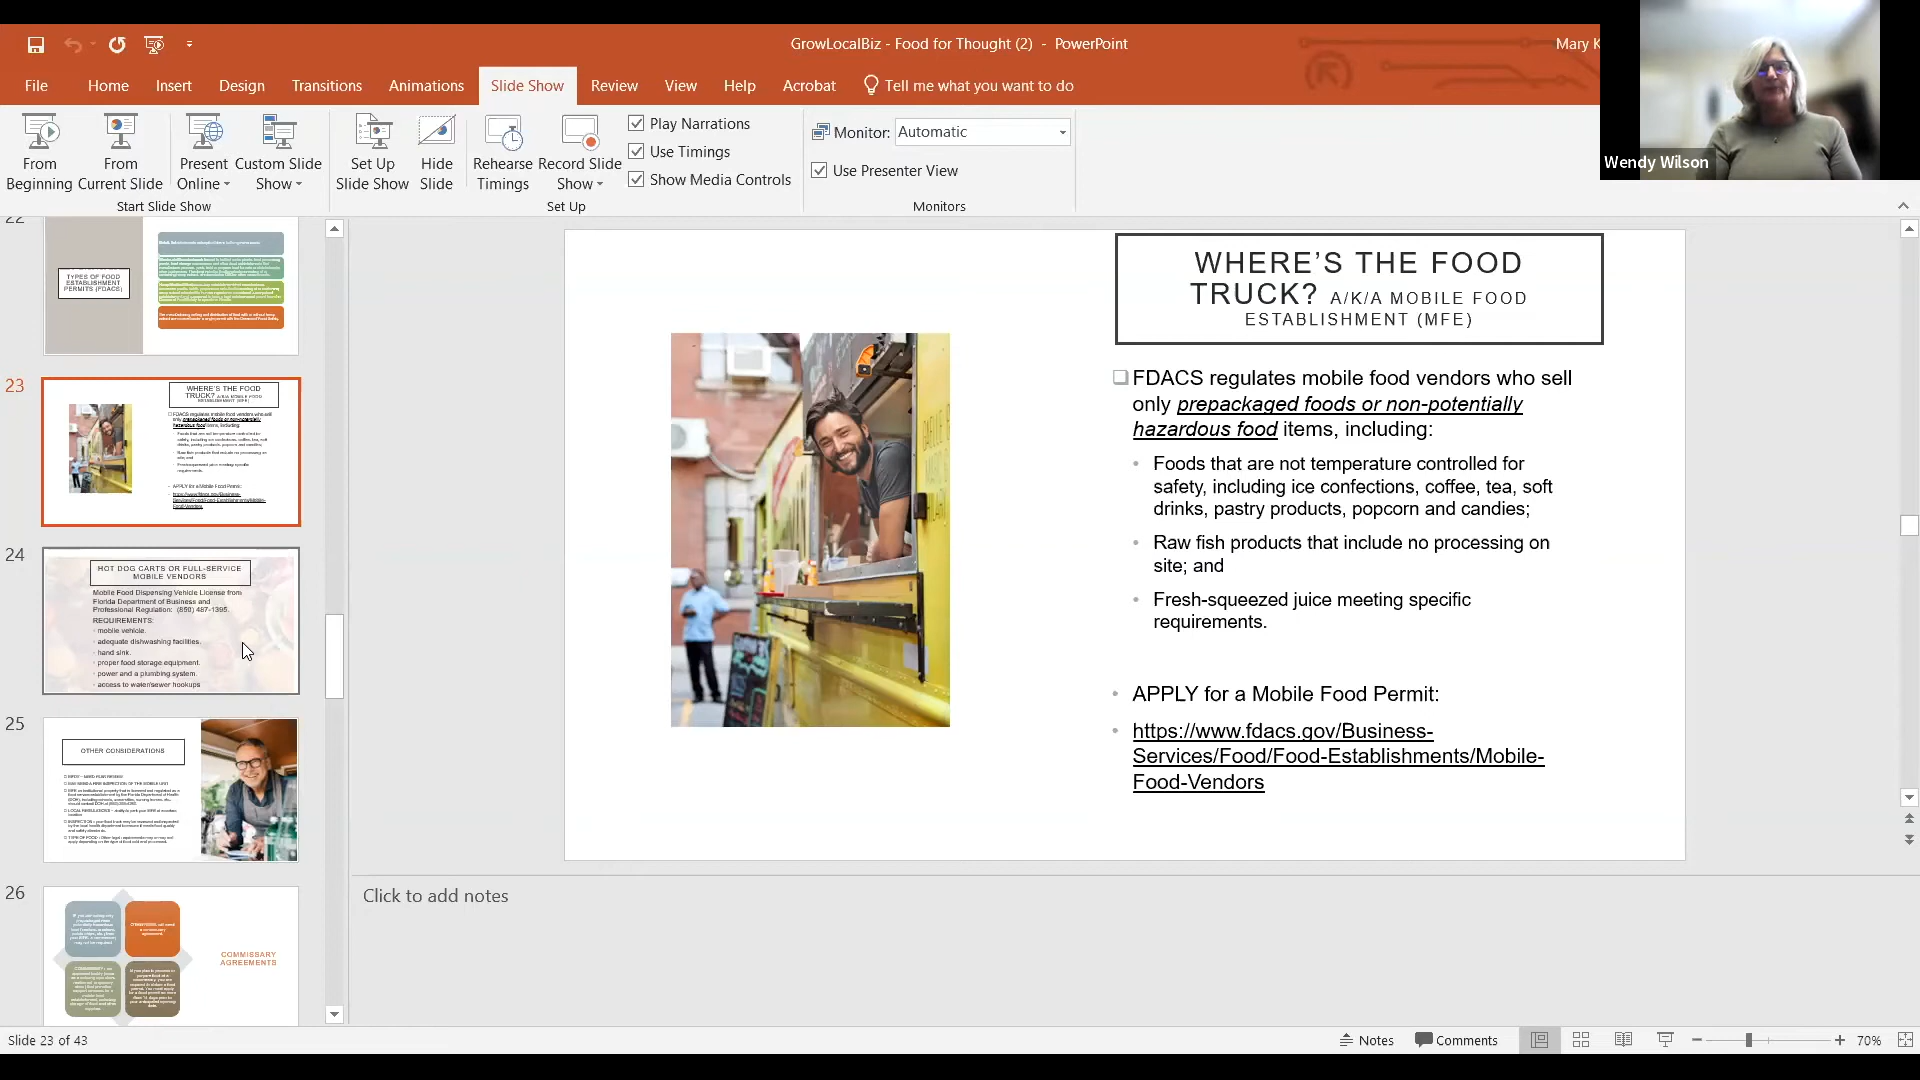 GrowLocalBiz - Food for Thought (2) - PowerPoint
Mary K
File Home Insert Design Transitions Animations Slide Show Review View Help Acrobat Tell me what you want to do
From Beginning
From Current Slide
Present Online
Custom Slide Show
Start Slide Show
Set Up Slide Show
Hide Slide
Rehearse Timings
Record Slide Show
Play Narrations
Use Timings
Show Media Controls
Set Up
Monitor: Automatic
Use Presenter View
Monitors
Wendy Wilson
22
TYPES OF FOOD
ESTABLISHMENT
PERMITS (FDACS)
23
WHERE'S THE FOOD
TRUCK? A/K/A MOBILE FOOD
ESTABLISHMENT (MFE)
24
HOT DOG CARTS OR FULL-SERVICE
MOBILE VENDORS
Mobile Food Dispensing Vehicle License from
Florida Department of Business and
Professional Regulation: (850) 487-1395.
REQUIREMENTS:
mobile vehicle.
adequate dishwashing facilities.
hand sink.
proper food storage equipment.
power and a plumbing system.
access to water/sewer hookups
25
OTHER CONSIDERATIONS
26
COMMISSARY
AGREEMENTS
WHERE’S THE FOOD
TRUCK? A/K/A MOBILE FOOD
ESTABLISHMENT (MFE)
FDACS regulates mobile food vendors who sell
only prepackaged foods or non-potentially
hazardous food items, including:
Foods that are not temperature controlled for
safety, including ice confections, coffee, tea, soft
drinks, pastry products, popcorn and candies;
Raw fish products that include no processing on
site; and
Fresh-squeezed juice meeting specific
requirements.
APPLY for a Mobile Food Permit:
https://www.fdacs.gov/Business-
Services/Food/Food-Establishments/Mobile-
Food-Vendors
Click to add notes
Slide 23 of 43
Notes Comments 70%